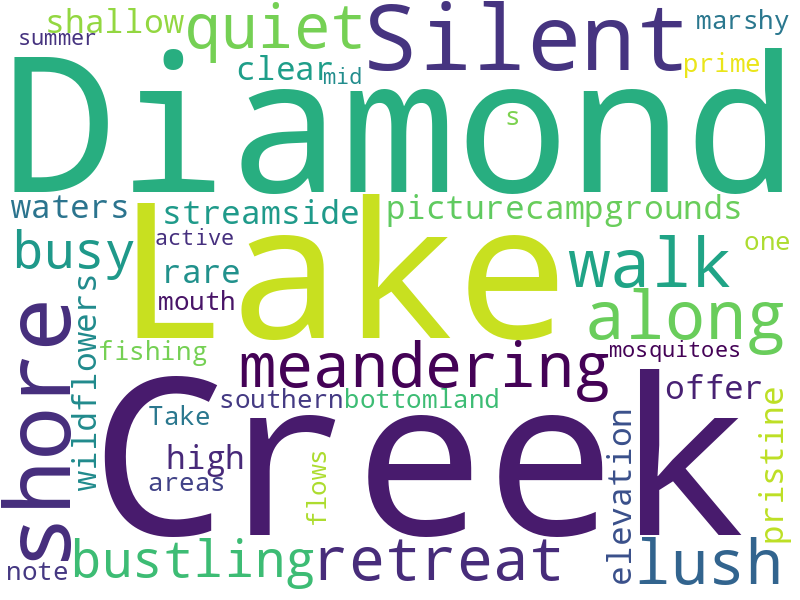 shallow
quiet
Silent
marshy
summer
clear
mid
prime
Diamond
s
waters
streamside
picture
campgrounds
busy
active
Lake
walk
one
rare
mouth
along
shore
wildflowers
fishing
meandering
mosquitoes
Take
southern
bottomland
offer
Creek
high
areas
flows
elevation
pristine
note
bustling
retreat
lush